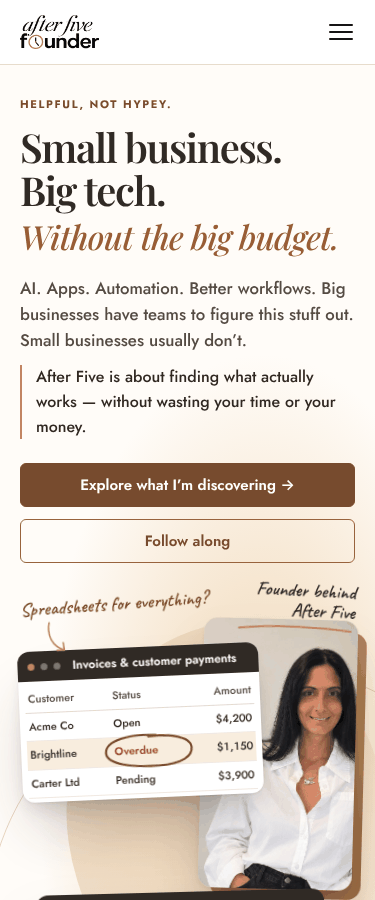 after five
founder
HELPFUL, NOT HYPEY.
Small business.
Big tech.
Without the big budget.
AI. Apps. Automation. Better workflows. Big
businesses have teams to figure this stuff out.
Small businesses usually don’t.
After Five is about finding what actually
works — without wasting your time or your
money.
Explore what I’m discovering →
Follow along
Spreadsheets for everything?
Founder behind
After Five
Invoices & customer payments
Customer Status Amount
Acme Co Open $4,200
Brightline Overdue $1,150
Carter Ltd Pending $3,900